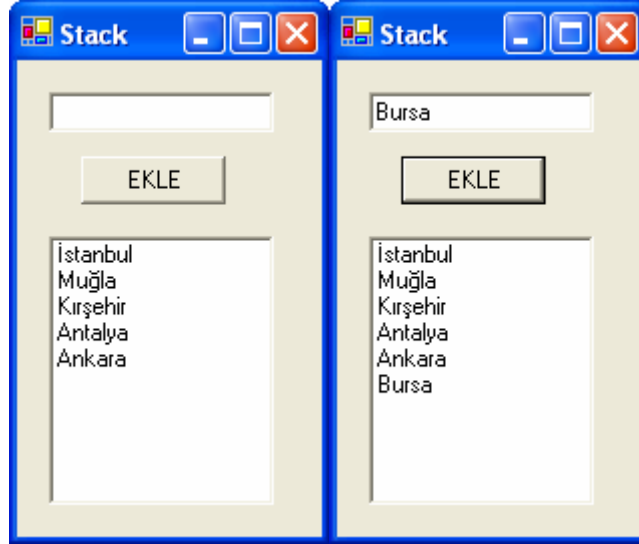 Stack
EKLE
İstanbul
Muğla
Kırşehir
Antalya
Ankara
Stack
Bursa
EKLE
İstanbul
Muğla
Kırşehir
Antalya
Ankara
Bursa